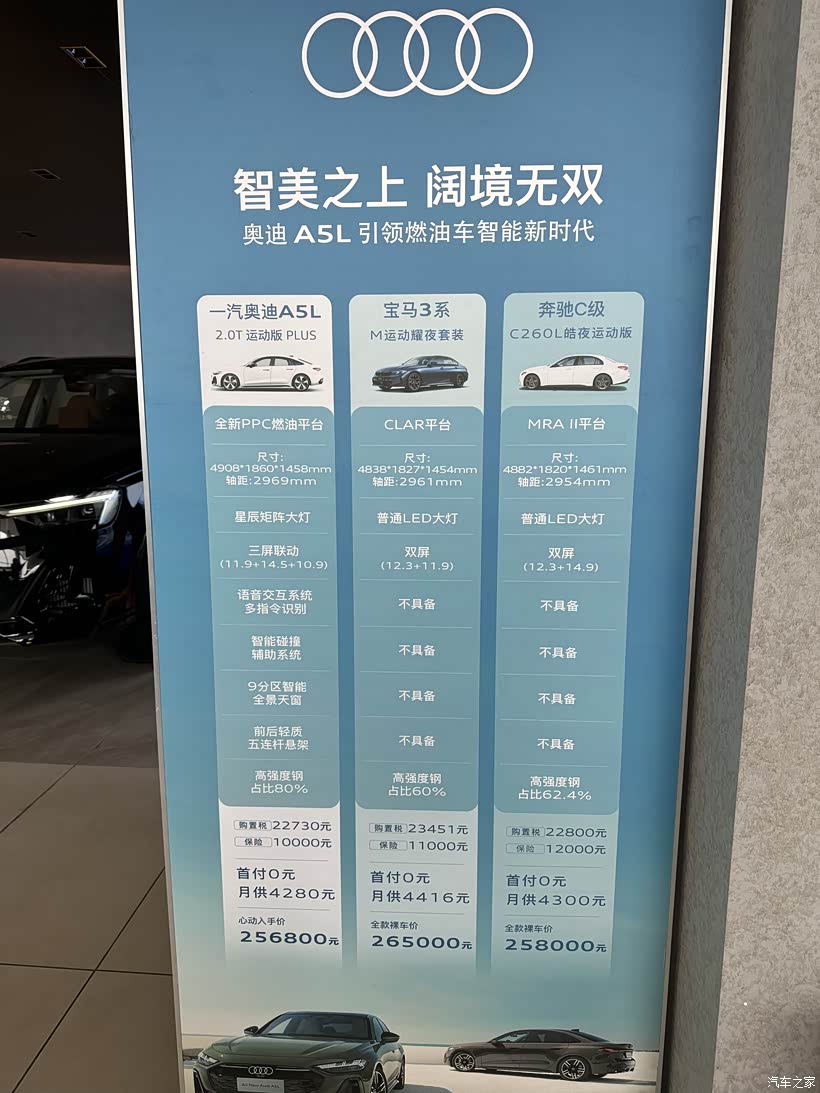 智美之上 阔境无双
奥迪 A5L 引领燃油车智能新时代
一汽奥迪A5L
2.0T 运动版 PLUS
全新PPC燃油平台
尺寸:
4908*1860*1458mm
轴距:2969mm
星辰矩阵大灯
三屏联动
(11.9+14.5+10.9)
语音交互系统
多指令识别
智能碰撞
辅助系统
9分区智能
全景天窗
前后轻质
五连杆悬架
高强度钢
占比80%
购置税 22730元
保险 10000元
首付0元
月供4280元
心动入手价
256800元
宝马3系
M运动耀夜套装
CLAR平台
尺寸:
4838*1827*1454mm
轴距:2961mm
普通LED大灯
双屏
(12.3+11.9)
不具备
不具备
不具备
不具备
高强度钢
占比60%
购置税 23451元
保险 11000元
首付0元
月供4416元
全款裸车价
265000元
奔驰C级
C260L皓夜运动版
MRA II平台
尺寸:
4882*1820*1461mm
轴距:2954mm
普通LED大灯
双屏
(12.3+14.9)
不具备
不具备
不具备
不具备
高强度钢
占比62.4%
购置税 22800元
保险 12000元
首付0元
月供4300元
全款裸车价
258000元
All New Audi A5L
汽车之家